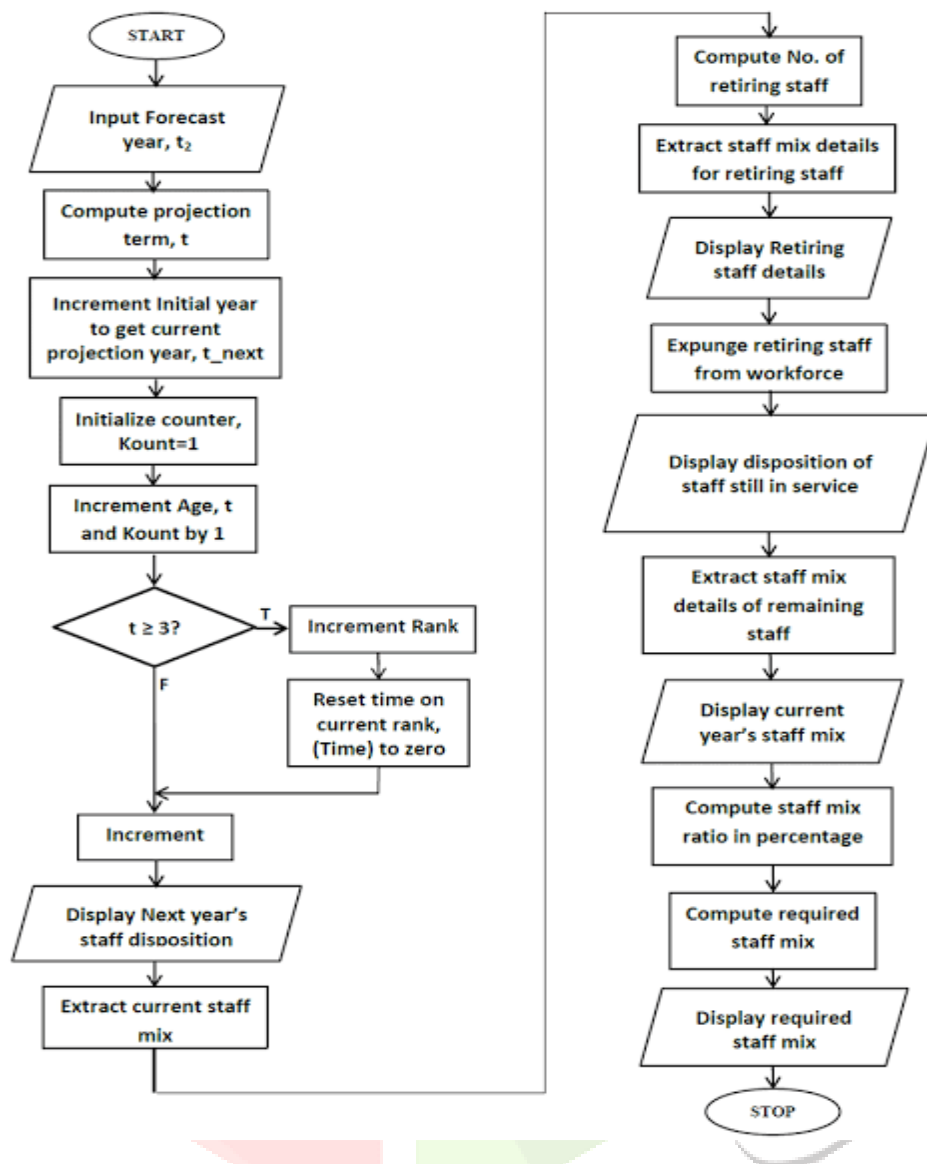 START
Input Forecast
year, t₂
Compute projection
term, t
Increment Initial year
to get current
projection year, t_next
Initialize counter,
Kount=1
Increment Age, t
and Kount by 1
t ≥ 3?
T
F
Increment Rank
Reset time on
current rank,
(Time) to zero
Increment
Display Next year's
staff disposition
Extract current staff
mix
Compute No. of
retiring staff
Extract staff mix details
for retiring staff
Display Retiring
staff details
Expunge retiring staff
from workforce
Display disposition of
staff still in service
Extract staff mix
details of remaining
staff
Display current
year's staff mix
Compute staff mix
ratio in percentage
Compute required
staff mix
Display required
staff mix
STOP